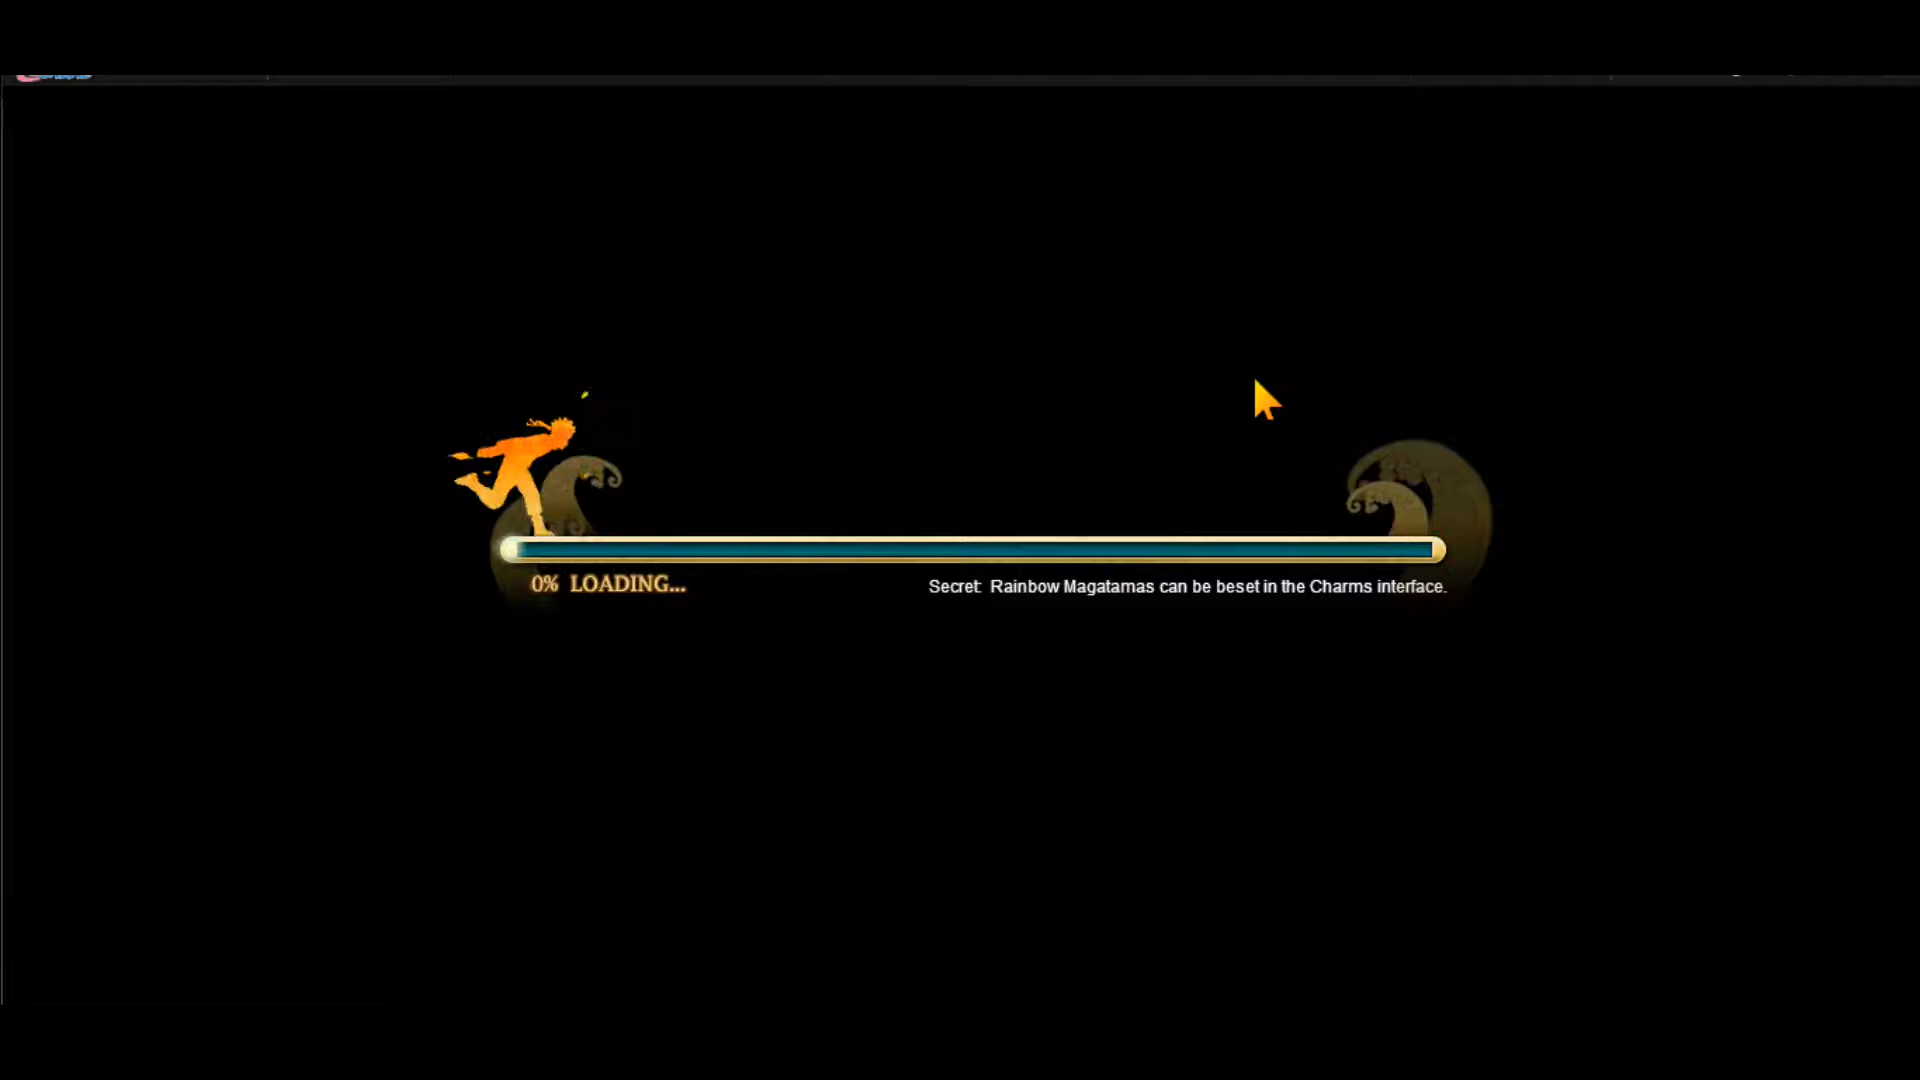 0% LOADING...
Secret: Rainbow Magatamas can be beset in the Charms interface.